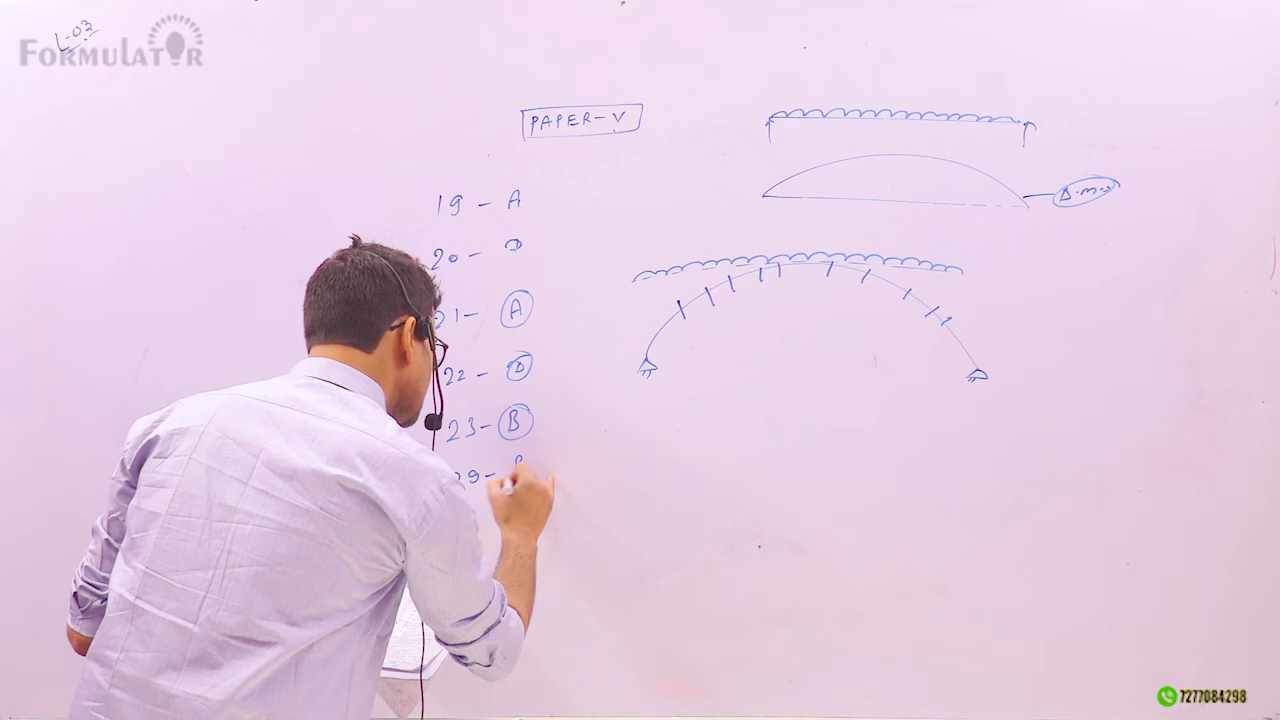 L-03
FORMULATOR
PAPER-V
19 - A
20 - D
21 - A
22 - D
23 - B
B.M.D
7277084298